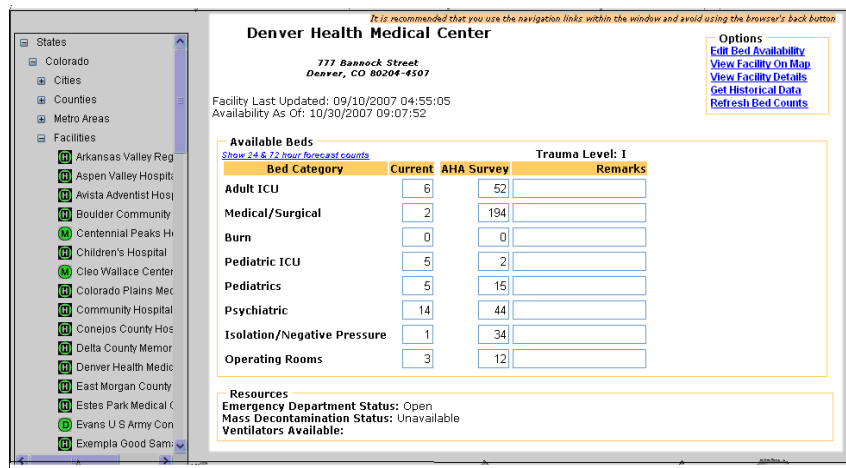 It is recommended that you use the navigation links within the window and avoid using the browser's back button
States
Colorado
Cities
Counties
Metro Areas
Facilities
H Arkansas Valley Reg
H Aspen Valley Hospita
H Avista Adventist Hosp
H Boulder Community
M Centennial Peaks H
H Children's Hospital
M Cleo Wallace Center
H Colorado Plains Med
H Community Hospital
H Conejos County Hos
H Delta County Memor
H Denver Health Medic
H East Morgan County
H Estes Park Medical C
D Evans U S Army Con
H Exempla Good Sama
Denver Health Medical Center
777 Bannock Street
Denver, CO 80204-4507
Facility Last Updated: 09/10/2007 04:55:05
Availability As Of: 10/30/2007 09:07:52
Options
Edit Bed Availability
View Facility On Map
View Facility Details
Get Historical Data
Refresh Bed Counts
Available Beds
Show 24 & 72 hour forecast counts Trauma Level: I
Bed Category Current AHA Survey Remarks
Adult ICU 6 52
Medical/Surgical 2 194
Burn 0 0
Pediatric ICU 5 2
Pediatrics 5 15
Psychiatric 14 44
Isolation/Negative Pressure 1 34
Operating Rooms 3 12
Resources
Emergency Department Status: Open
Mass Decontamination Status: Unavailable
Ventilators Available: